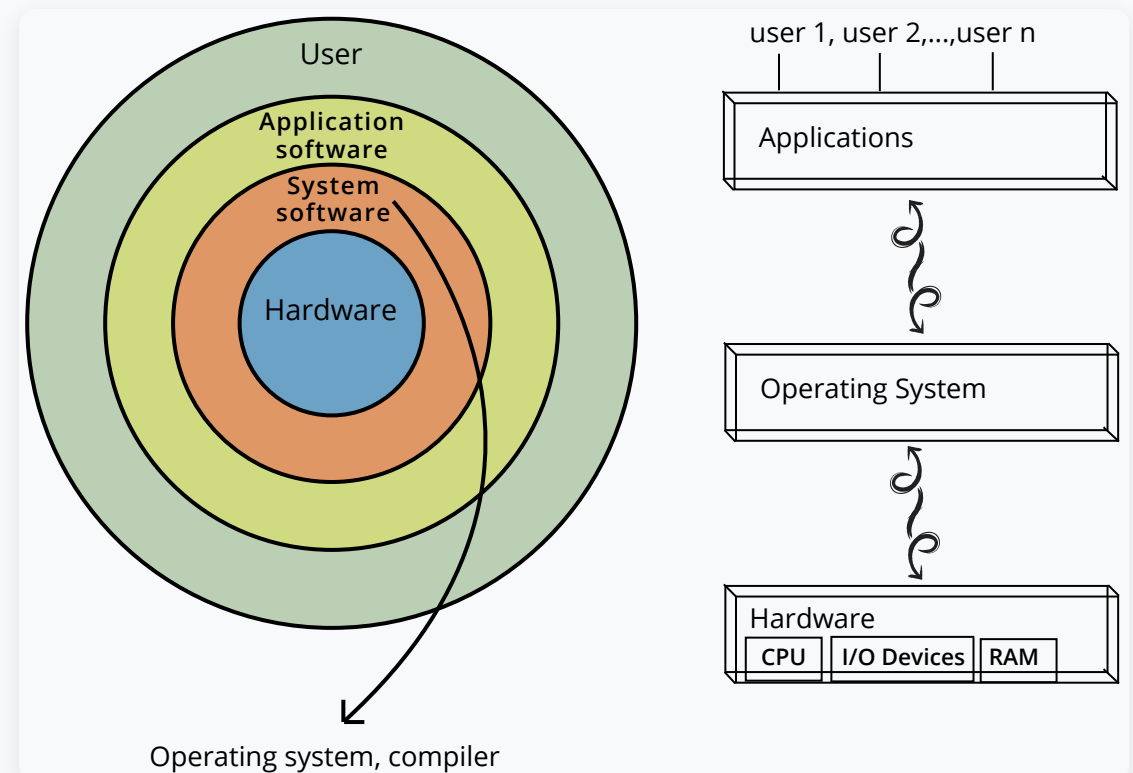 User
Application
software
System
software
Hardware
Operating system, compiler
user 1, user 2,...,user n
Applications
Operating System
Hardware
CPU
I/O Devices
RAM